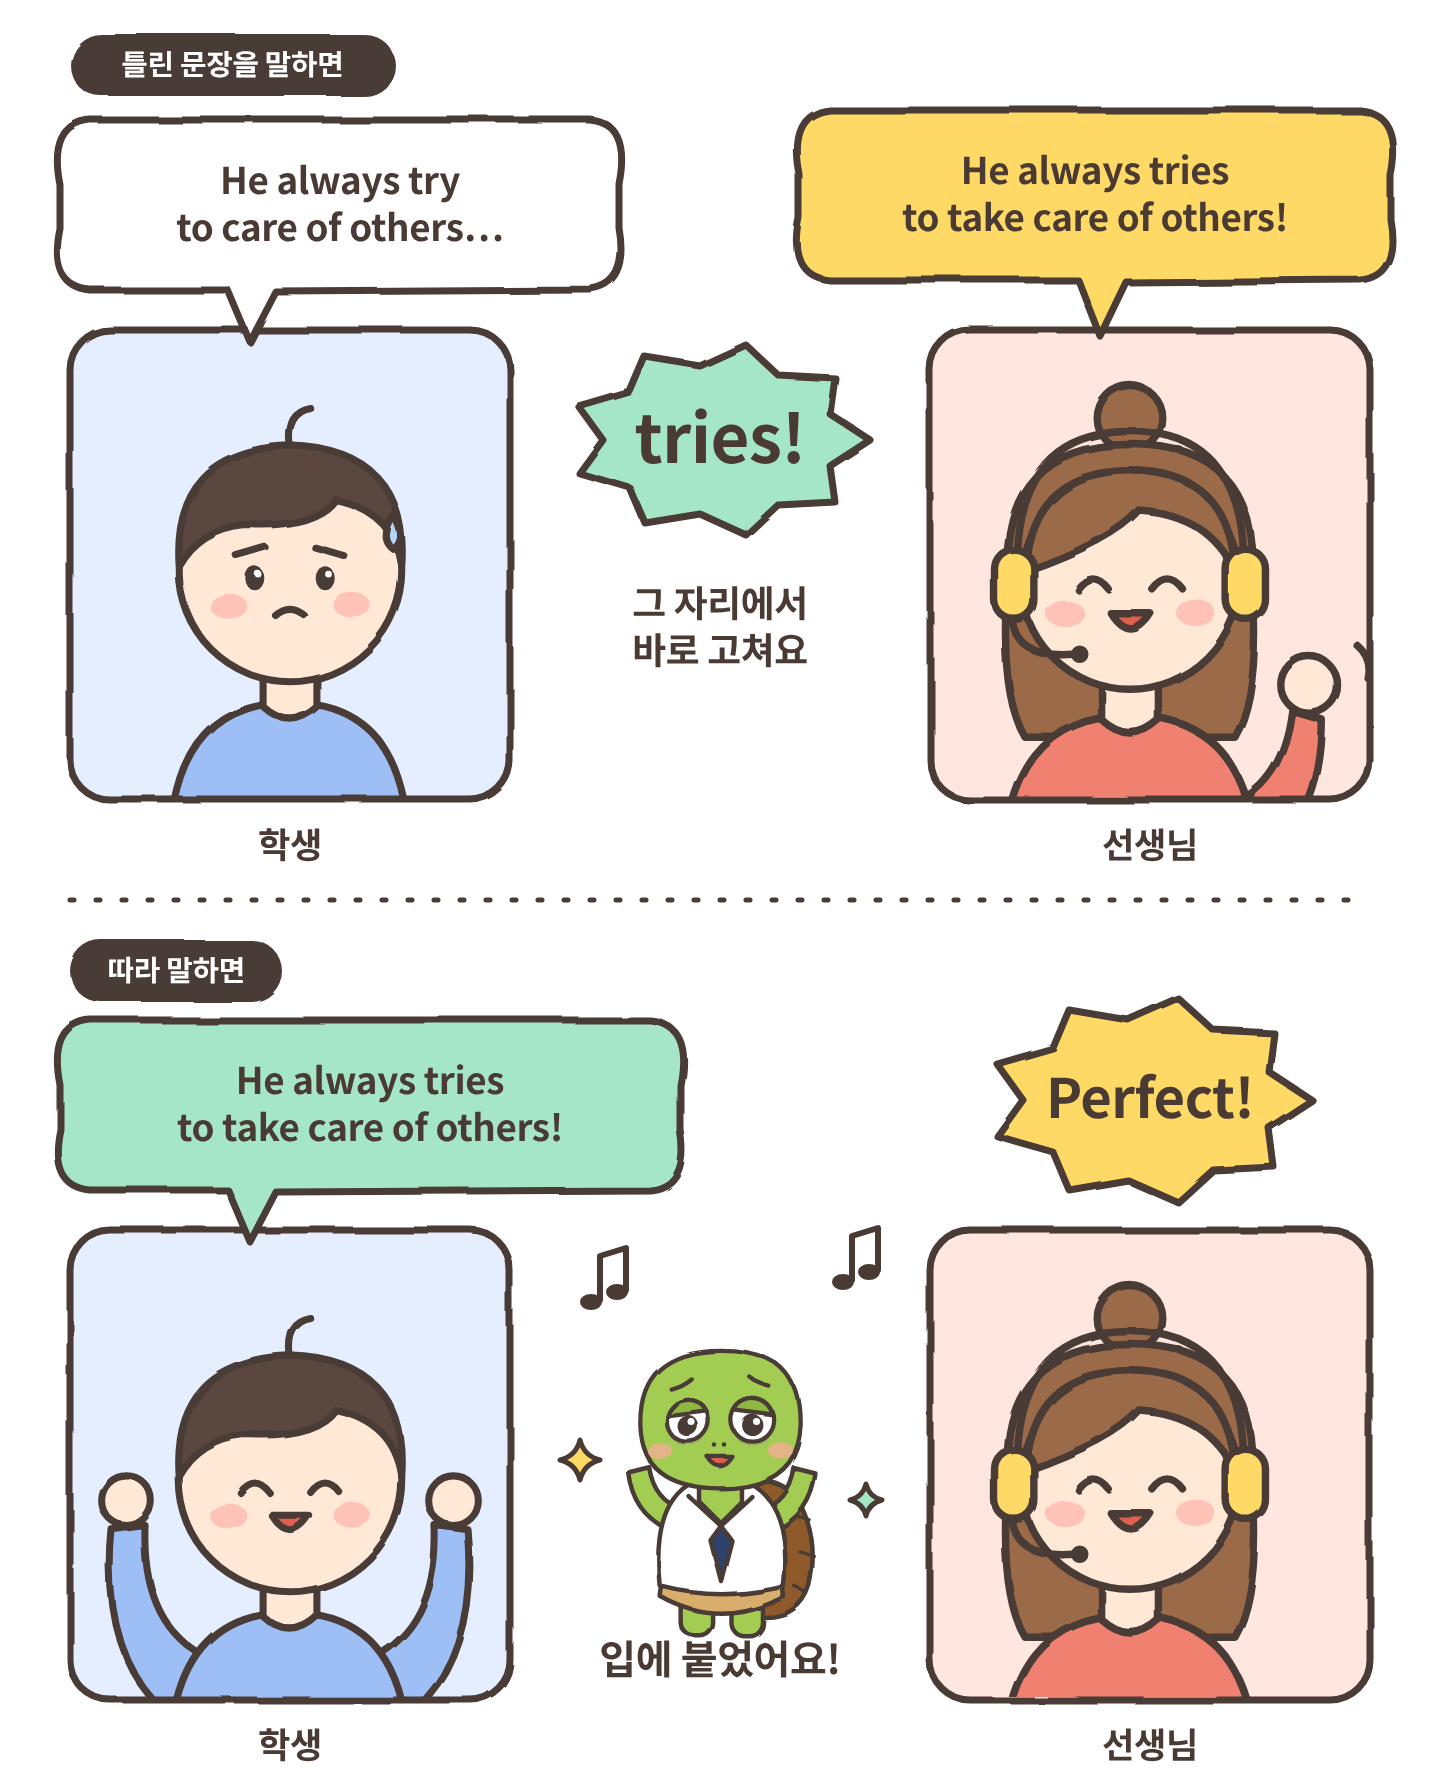 틀린 문장을 말하면
He always try
to care of others...
He always tries
to take care of others!
tries!
그 자리에서
바로 고쳐요
학생
선생님
따라 말하면
He always tries
to take care of others!
Perfect!
입에 붙었어요!
학생
선생님